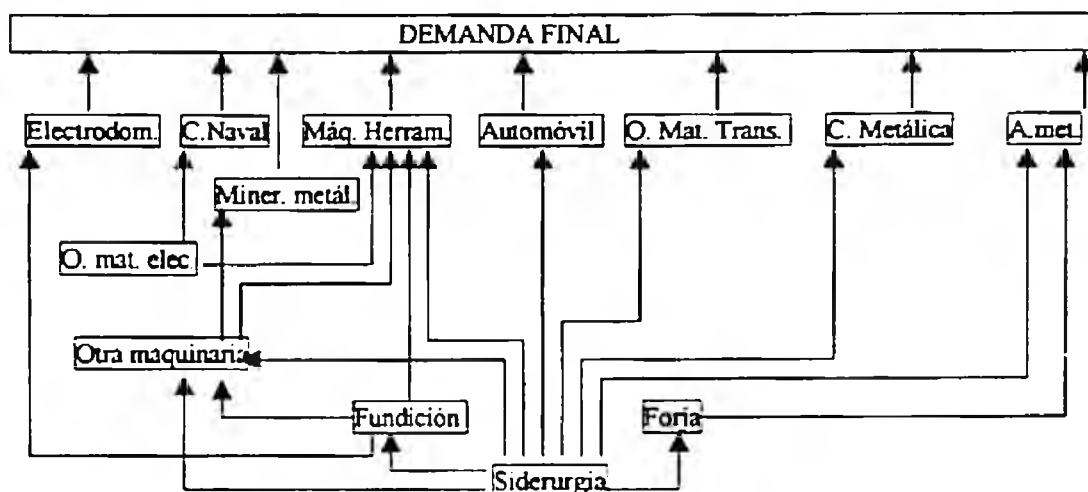 DEMANDA FINAL
Electrodom.
C.Naval
Máq. Herram.
Automóvil
O. Mat. Trans.
C. Metálica
A.met.
Miner. metál.
O. mat. elec.
Otra maquinaria
Fundición
Forja
Siderurgia